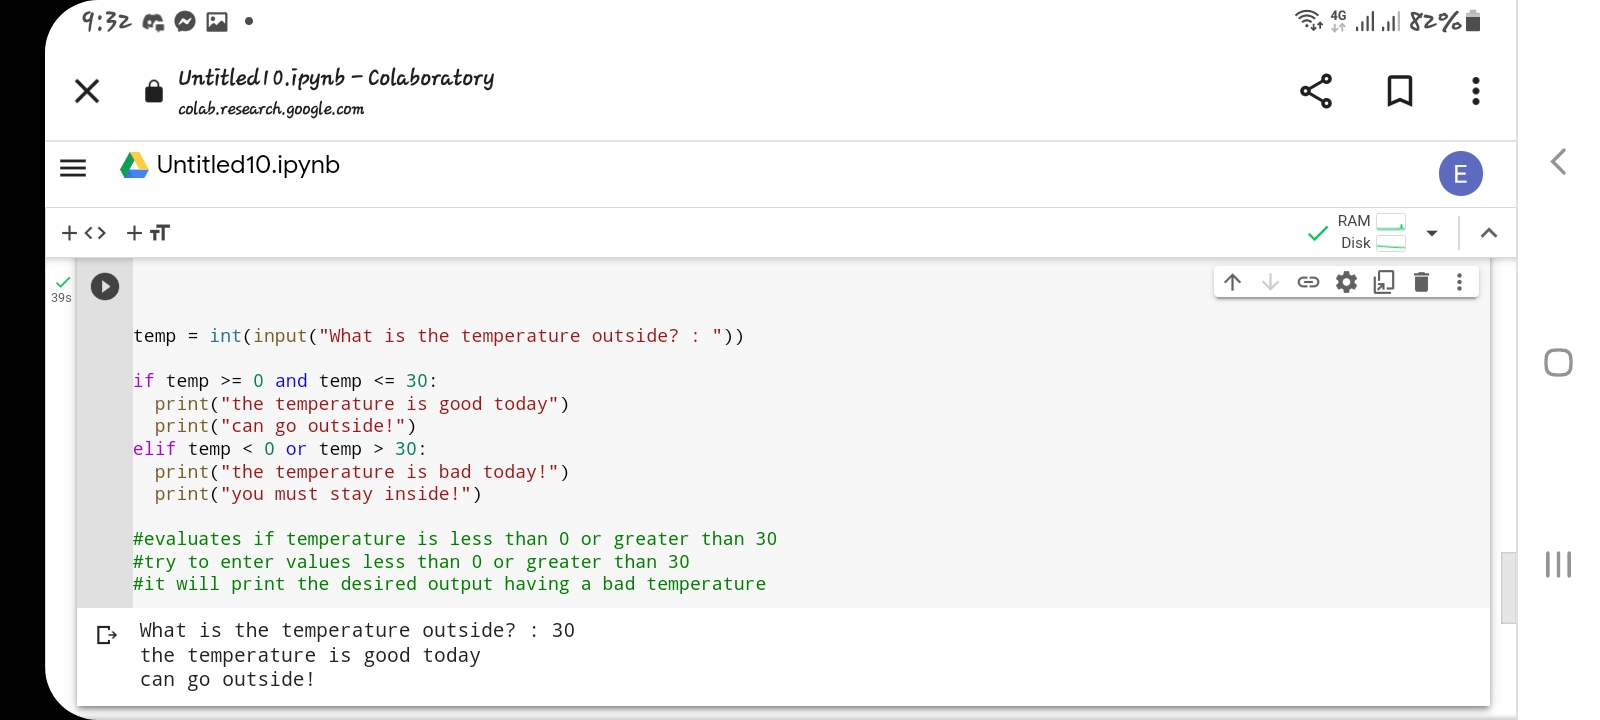 9:32
4G
82%
Untitled10.ipynb – Colaboratory
colab.research.google.com
Untitled10.ipynb
E
RAM
Disk
39s
temp = int(input("What is the temperature outside? : "))
if temp >= 0 and temp <= 30:
print("the temperature is good today")
print("can go outside!")
elif temp < 0 or temp > 30:
print("the temperature is bad today!")
print("you must stay inside!")
#evaluates if temperature is less than 0 or greater than 30
#try to enter values less than 0 or greater than 30
#it will print the desired output having a bad temperature
What is the temperature outside? : 30
the temperature is good today
can go outside!